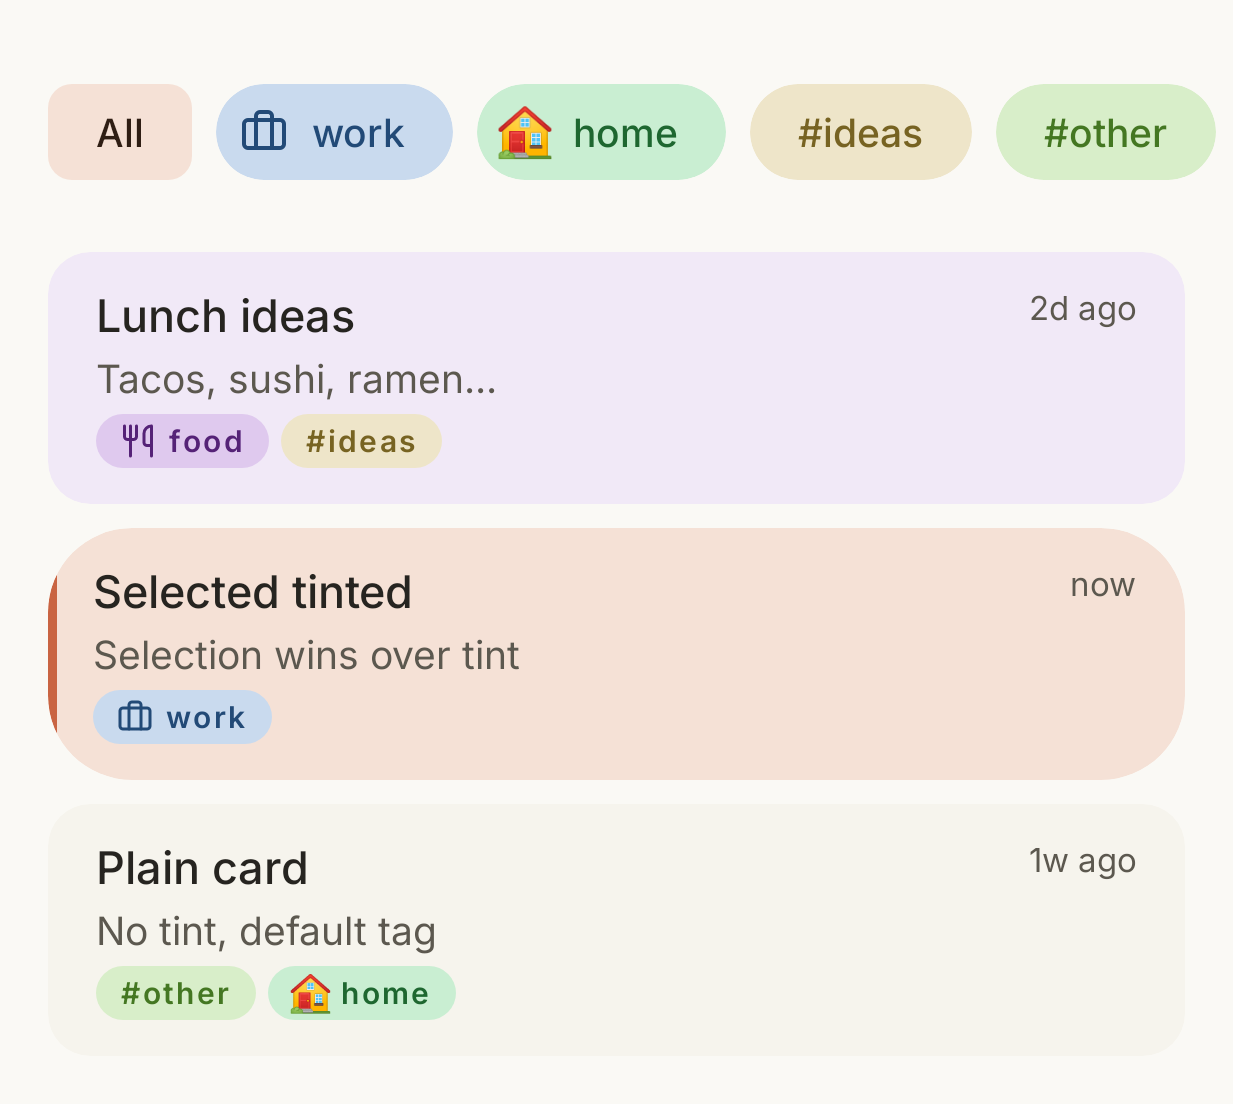 All work home #ideas #other
Lunch ideas 2d ago
Tacos, sushi, ramen...
food #ideas
Selected tinted now
Selection wins over tint
work
Plain card 1w ago
No tint, default tag
#other home